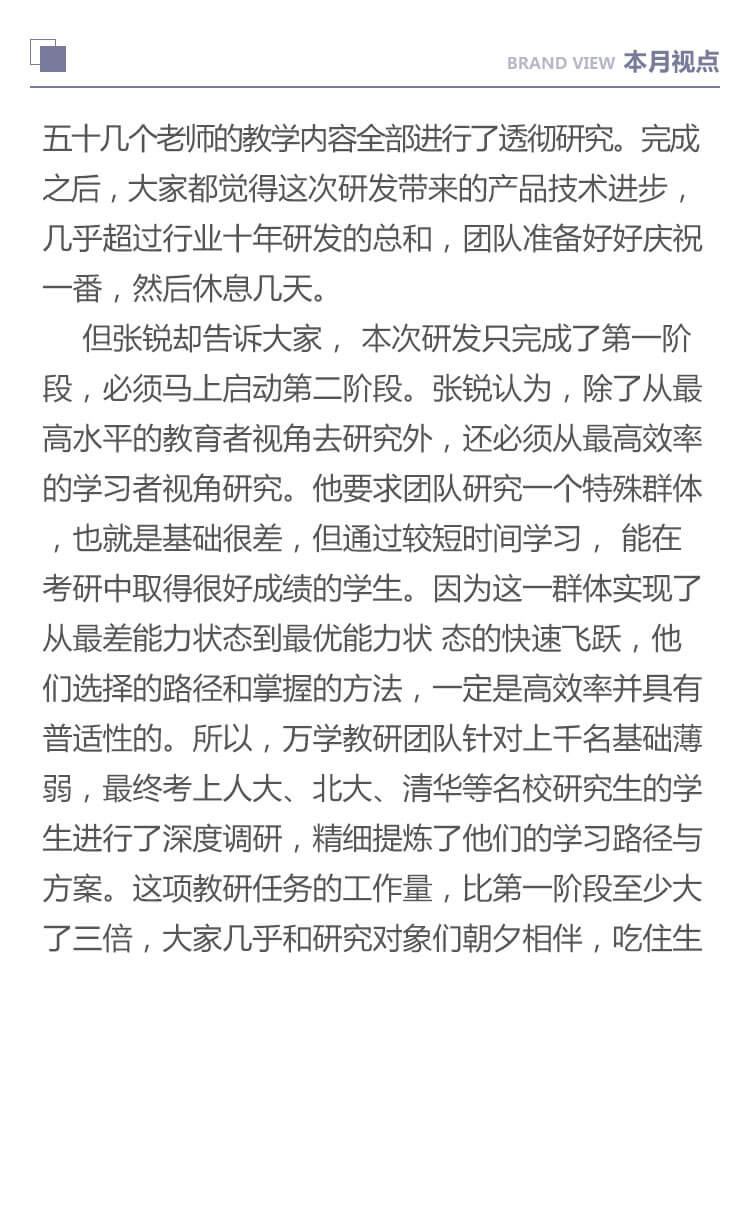 BRAND VIEW 本月视点
五十几个老师的教学内容全部进行了透彻研究。完成
之后，大家都觉得这次研发带来的产品技术进步，
几乎超过行业十年研发的总和，团队准备好好庆祝
一番，然后休息几天。
但张锐却告诉大家， 本次研发只完成了第一阶
段，必须马上启动第二阶段。张锐认为，除了从最
高水平的教育者视角去研究外，还必须从最高效率
的学习者视角研究。他要求团队研究一个特殊群体
，也就是基础很差，但通过较短时间学习， 能在
考研中取得很好成绩的学生。因为这一群体实现了
从最差能力状态到最优能力状 态的快速飞跃，他
们选择的路径和掌握的方法，一定是高效率并具有
普适性的。所以，万学教研团队针对上千名基础薄
弱，最终考上人大、北大、清华等名校研究生的学
生进行了深度调研，精细提炼了他们的学习路径与
方案。这项教研任务的工作量，比第一阶段至少大
了三倍，大家几乎和研究对象们朝夕相伴，吃住生